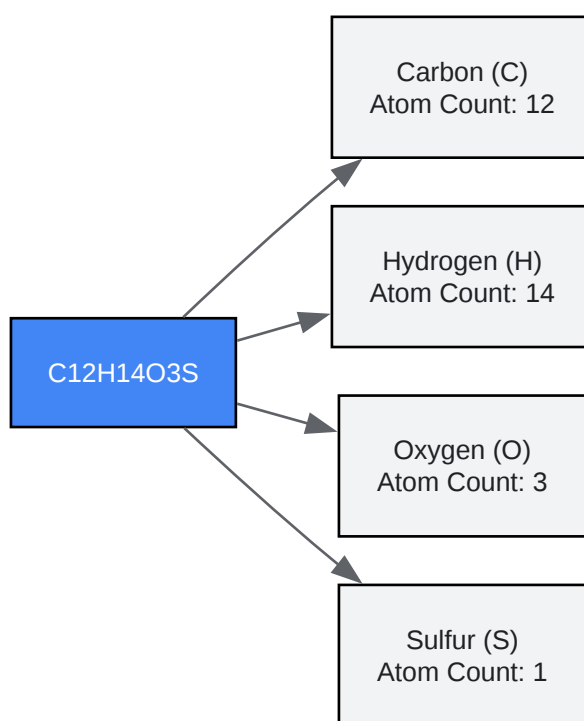 Carbon (C)
Atom Count: 12
Hydrogen (H)
Atom Count: 14
C12H14O3S
Oxygen (O)
Atom Count: 3
Sulfur (S)
Atom Count: 1